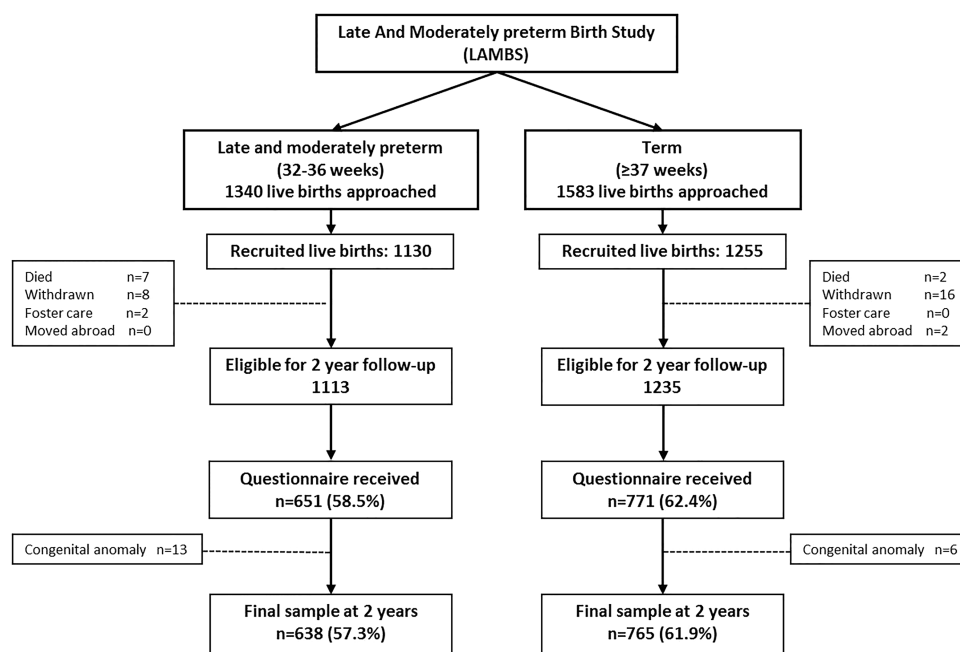 Late And Moderately preterm Birth Study
(LAMBS)
Late and moderately preterm
(32-36 weeks)
1340 live births approached
Term
(≥37 weeks)
1583 live births approached
Recruited live births: 1130
Recruited live births: 1255
Died n=7
Withdrawn n=8
Foster care n=2
Moved abroad n=0
Died n=2
Withdrawn n=16
Foster care n=0
Moved abroad n=2
Eligible for 2 year follow-up
1113
Eligible for 2 year follow-up
1235
Questionnaire received
n=651 (58.5%)
Questionnaire received
n=771 (62.4%)
Congenital anomaly n=13
Congenital anomaly n=6
Final sample at 2 years
n=638 (57.3%)
Final sample at 2 years
n=765 (61.9%)